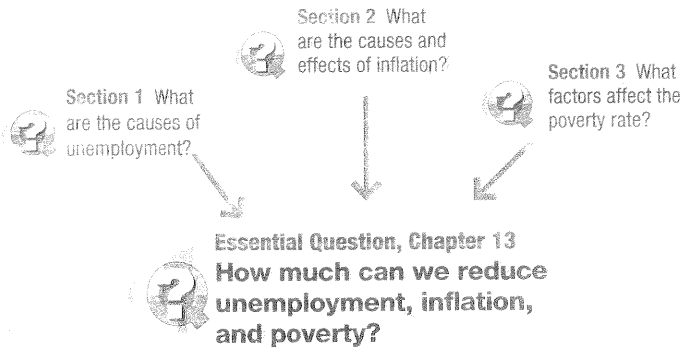 Section 1 What
are the causes of
unemployment?
Section 2 What
are the causes and
effects of inflation?
Section 3 What
factors affect the
poverty rate?
Essential Question, Chapter 13
How much can we reduce
unemployment, inflation,
and poverty?